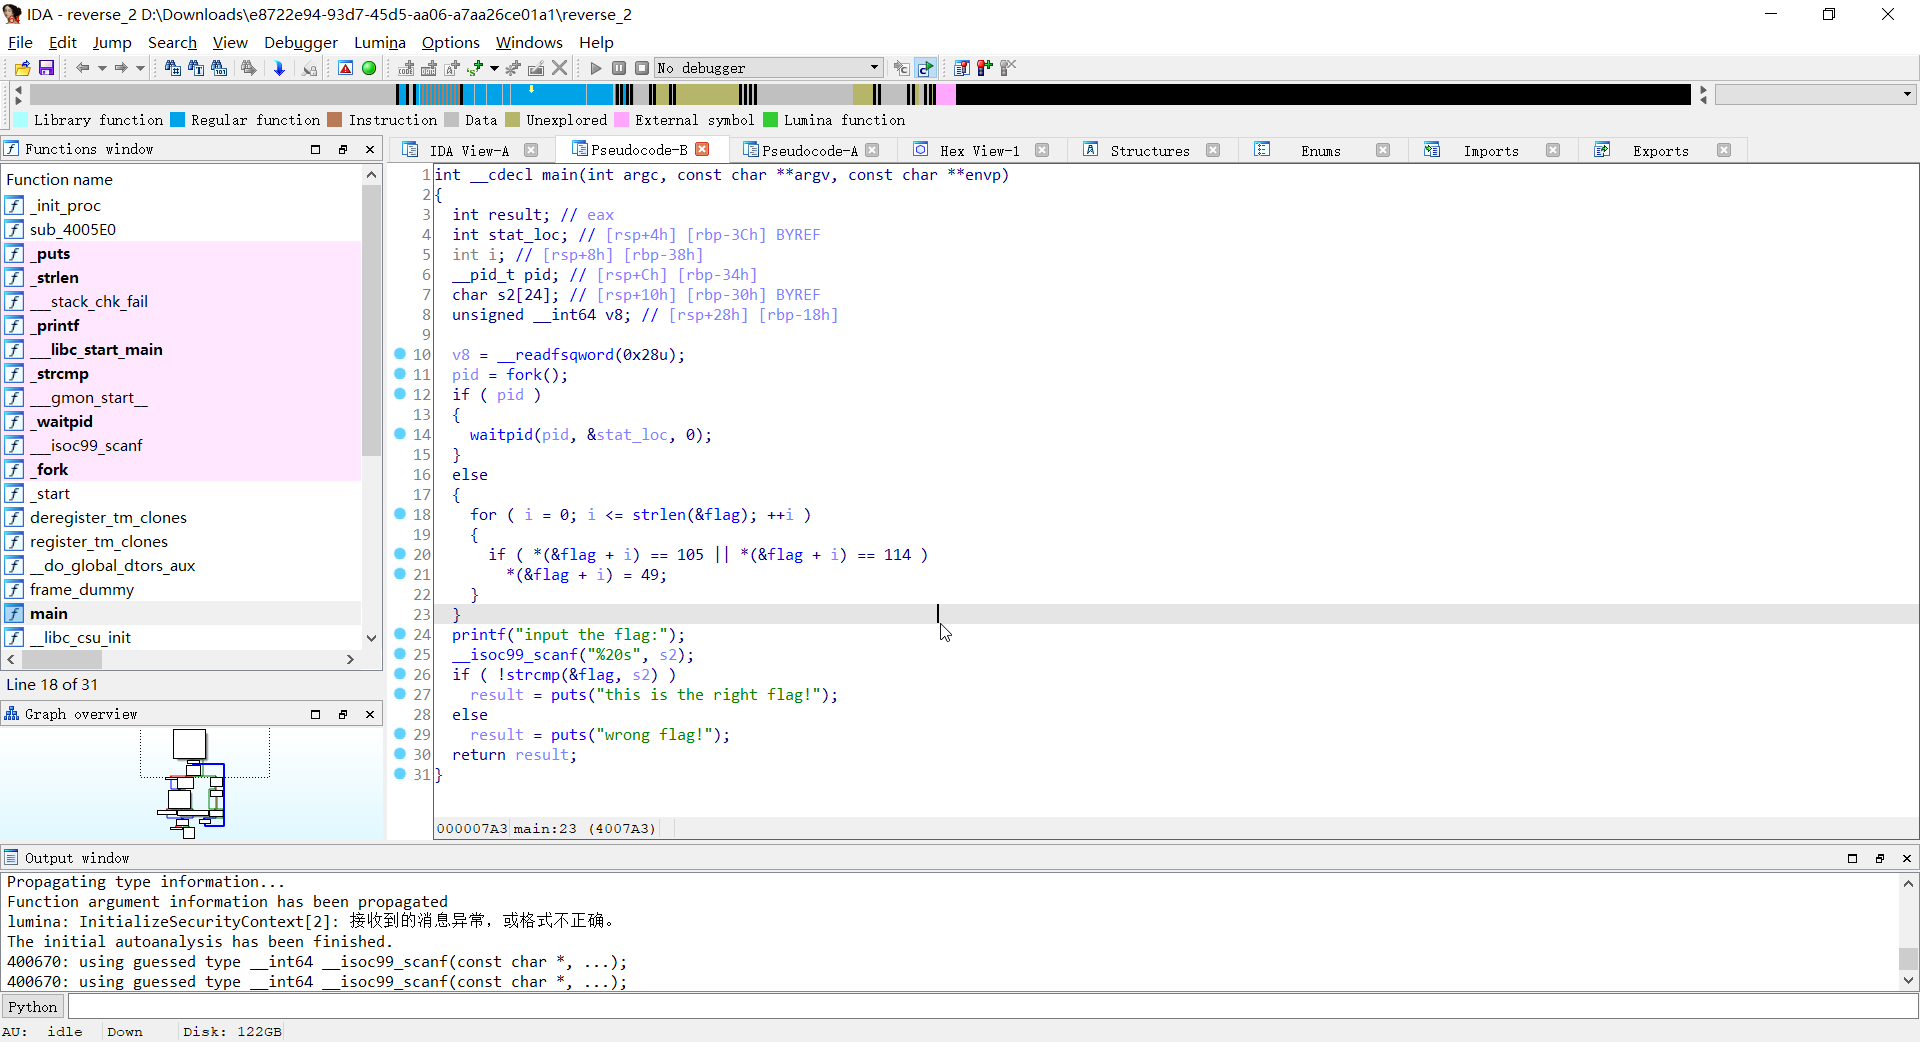 IDA - reverse_2 D:\Downloads\e8722e94-93d7-45d5-aa06-a7aa26ce01a1\reverse_2
File Edit Jump Search View Debugger Lumina Options Windows Help
No debugger
Library function Regular function Instruction Data Unexplored External symbol Lumina function
Functions window
IDA View-A Pseudocode-B Pseudocode-A Hex View-1 Structures Enums Imports Exports
Function name
_init_proc
sub_4005E0
_puts
_strlen
___stack_chk_fail
_printf
___libc_start_main
_strcmp
___gmon_start__
_waitpid
___isoc99_scanf
_fork
_start
deregister_tm_clones
register_tm_clones
__do_global_dtors_aux
frame_dummy
main
__libc_csu_init
Line 18 of 31
Graph overview
1 int __cdecl main(int argc, const char **argv, const char **envp)
2 {
3   int result; // eax
4   int stat_loc; // [rsp+4h] [rbp-3Ch] BYREF
5   int i; // [rsp+8h] [rbp-38h]
6   __pid_t pid; // [rsp+Ch] [rbp-34h]
7   char s2[24]; // [rsp+10h] [rbp-30h] BYREF
8   unsigned __int64 v8; // [rsp+28h] [rbp-18h]
9
10   v8 = __readfsqword(0x28u);
11   pid = fork();
12   if ( pid )
13   {
14     waitpid(pid, &stat_loc, 0);
15   }
16   else
17   {
18     for ( i = 0; i <= strlen(&flag); ++i )
19     {
20       if ( *(&flag + i) == 105 || *(&flag + i) == 114 )
21         *(&flag + i) = 49;
22     }
23   }
24   printf("input the flag:");
25   __isoc99_scanf("%20s", s2);
26   if ( !strcmp(&flag, s2) )
27     result = puts("this is the right flag!");
28   else
29     result = puts("wrong flag!");
30   return result;
31 }
000007A3 main:23 (4007A3)
Output window
Propagating type information...
Function argument information has been propagated
lumina: InitializeSecurityContext[2]: 接收到的消息异常，或格式不正确。
The initial autoanalysis has been finished.
400670: using guessed type __int64 __isoc99_scanf(const char *, ...);
400670: using guessed type __int64 __isoc99_scanf(const char *, ...);
Python
AU: idle Down Disk: 122GB